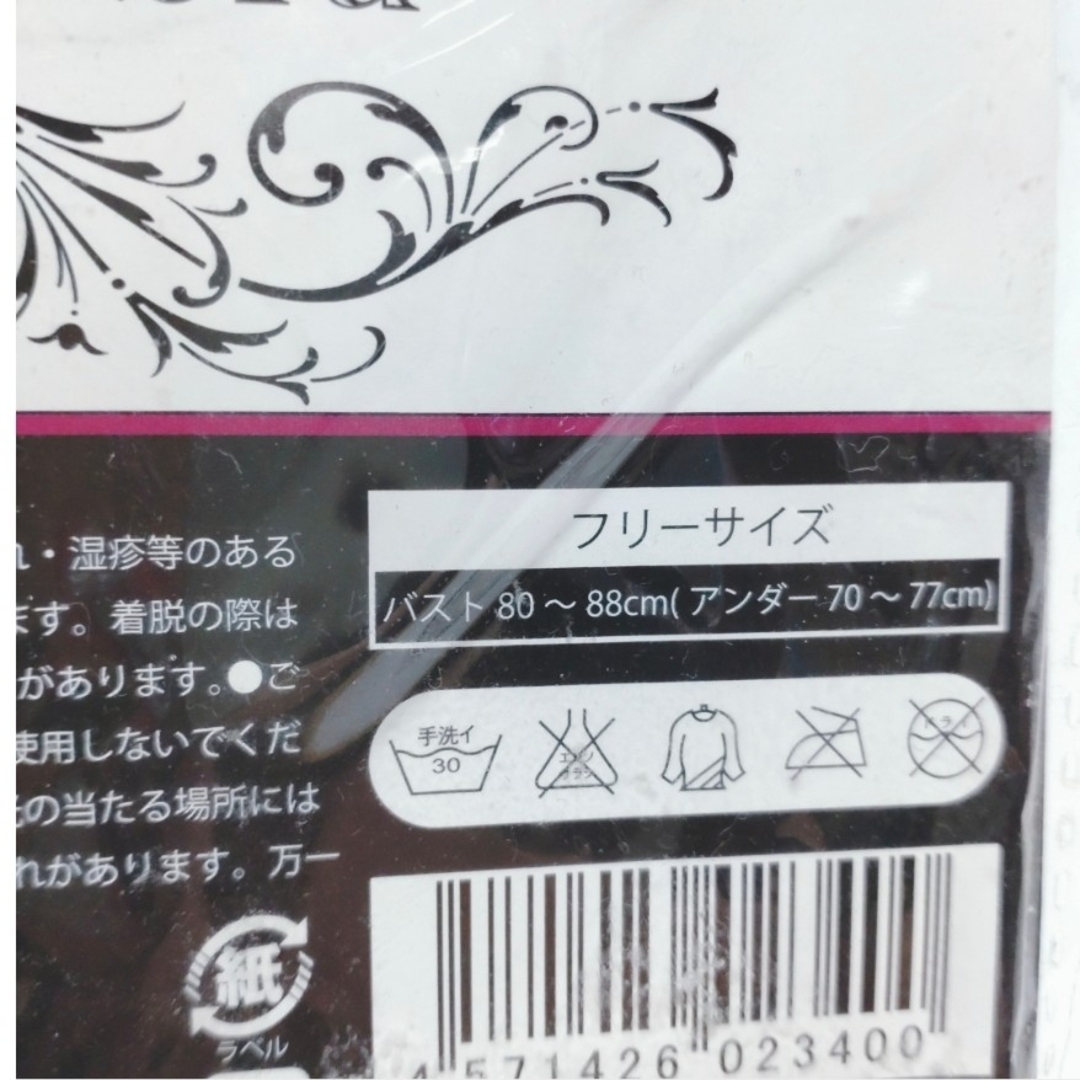 ・湿疹等のある
ます。着脱の際は
があります。●ご
使用しないでくだ
の当たる場所には
れがあります。万一
フリーサイズ
バスト 80 ～ 88cm( アンダー 70 ～ 77cm)
手洗イ
30
エンソ
サラシ
ドライ
紙
ラベル
4 571426 023400